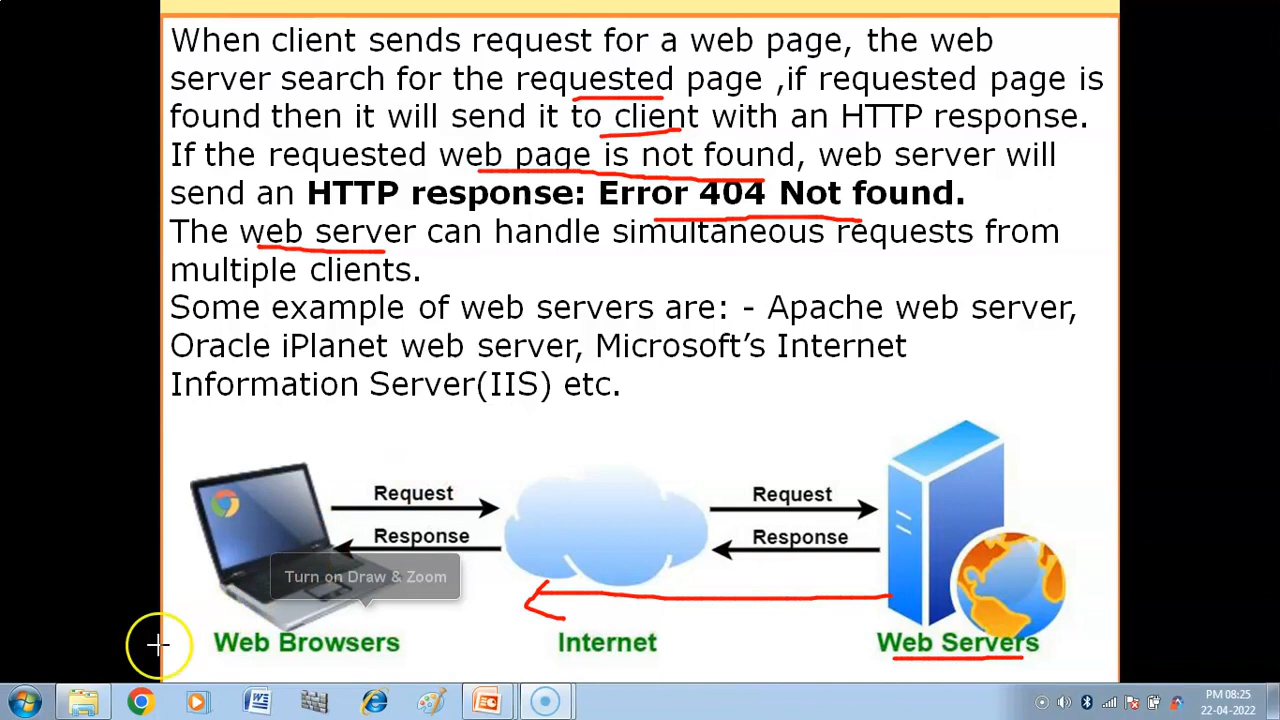 When client sends request for a web page, the web
server search for the requested page ,if requested page is
found then it will send it to client with an HTTP response.
If the requested web page is not found, web server will
send an HTTP response: Error 404 Not found.
The web server can handle simultaneous requests from
multiple clients.
Some example of web servers are: - Apache web server,
Oracle iPlanet web server, Microsoft’s Internet
Information Server(IIS) etc.
Request
Request
Response
Response
Turn on Draw & Zoom
Web Browsers
Internet
Web Servers
PM 08:25
22-04-2022